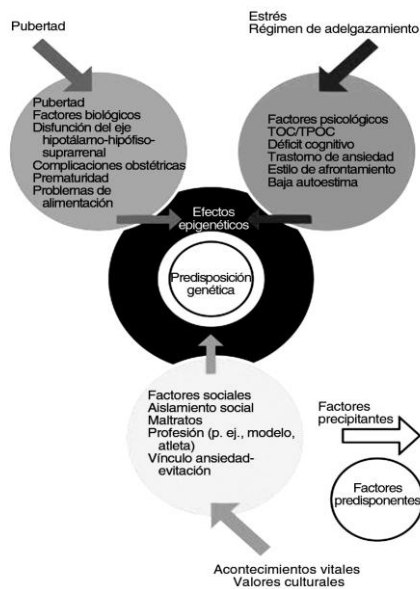 Pubertad
Estrés
Régimen de adelgazamiento
Pubertad
Factores biológicos
Disfunción del eje
hipotálamo-hipófiso-
suprarrenal
Complicaciones obstétricas
Prematuridad
Problemas de
alimentación
Factores psicológicos
TOC/TPOC
Déficit cognitivo
Trastorno de ansiedad
Estilo de afrontamiento
Baja autoestima
Efectos
epigenéticos
Predisposición
genética
Factores sociales
Aislamiento social
Maltratos
Profesión (p. ej., modelo,
atleta)
Vínculo ansiedad-
evitación
Factores
precipitantes
Factores
predisponentes
Acontecimientos vitales
Valores culturales